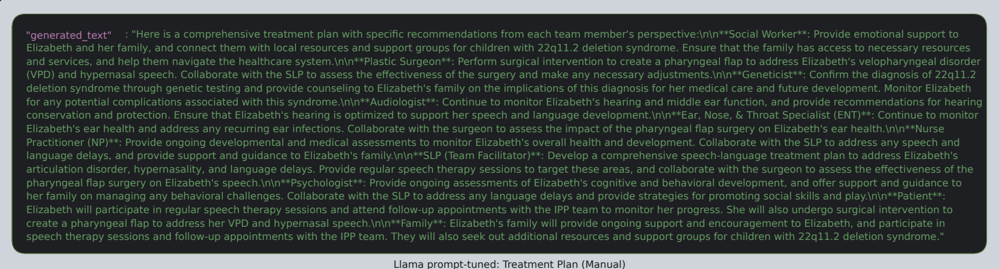 "generated_text" : "Here is a comprehensive treatment plan with specific recommendations from each team member's perspective:\n\n**Social Worker**: Provide emotional support to
Elizabeth and her family, and connect them with local resources and support groups for children with 22q11.2 deletion syndrome. Ensure that the family has access to necessary resources
and services, and help them navigate the healthcare system.\n\n**Plastic Surgeon**: Perform surgical intervention to create a pharyngeal flap to address Elizabeth's velopharyngeal disorder
(VPD) and hypernasal speech. Collaborate with the SLP to assess the effectiveness of the surgery and make any necessary adjustments.\n\n**Geneticist**: Confirm the diagnosis of 22q11.2
deletion syndrome through genetic testing and provide counseling to Elizabeth's family on the implications of this diagnosis for her medical care and future development. Monitor Elizabeth
for any potential complications associated with this syndrome.\n\n**Audiologist**: Continue to monitor Elizabeth's hearing and middle ear function, and provide recommendations for hearing
conservation and protection. Ensure that Elizabeth's hearing is optimized to support her speech and language development.\n\n**Ear, Nose, & Throat Specialist (ENT)**: Continue to monitor
Elizabeth's ear health and address any recurring ear infections. Collaborate with the surgeon to assess the impact of the pharyngeal flap surgery on Elizabeth's ear health.\n\n**Nurse
Practitioner (NP)**: Provide ongoing developmental and medical assessments to monitor Elizabeth's overall health and development. Collaborate with the SLP to address any speech and
language delays, and provide support and guidance to Elizabeth's family.\n\n**SLP (Team Facilitator)**: Develop a comprehensive speech-language treatment plan to address Elizabeth's
articulation disorder, hypernasality, and language delays. Provide regular speech therapy sessions to target these areas, and collaborate with the surgeon to assess the effectiveness of the
pharyngeal flap surgery on Elizabeth's speech.\n\n**Psychologist**: Provide ongoing assessments of Elizabeth's cognitive and behavioral development, and offer support and guidance to
her family on managing any behavioral challenges. Collaborate with the SLP to address any language delays and provide strategies for promoting social skills and play.\n\n**Patient**:
Elizabeth will participate in regular speech therapy sessions and attend follow-up appointments with the IPP team to monitor her progress. She will also undergo surgical intervention to
create a pharyngeal flap to address her VPD and hypernasal speech.\n\n**Family**: Elizabeth's family will provide ongoing support and encouragement to Elizabeth, and participate in
speech therapy sessions and follow-up appointments with the IPP team. They will also seek out additional resources and support groups for children with 22q11.2 deletion syndrome."
Llama prompt-tuned: Treatment Plan (Manual)